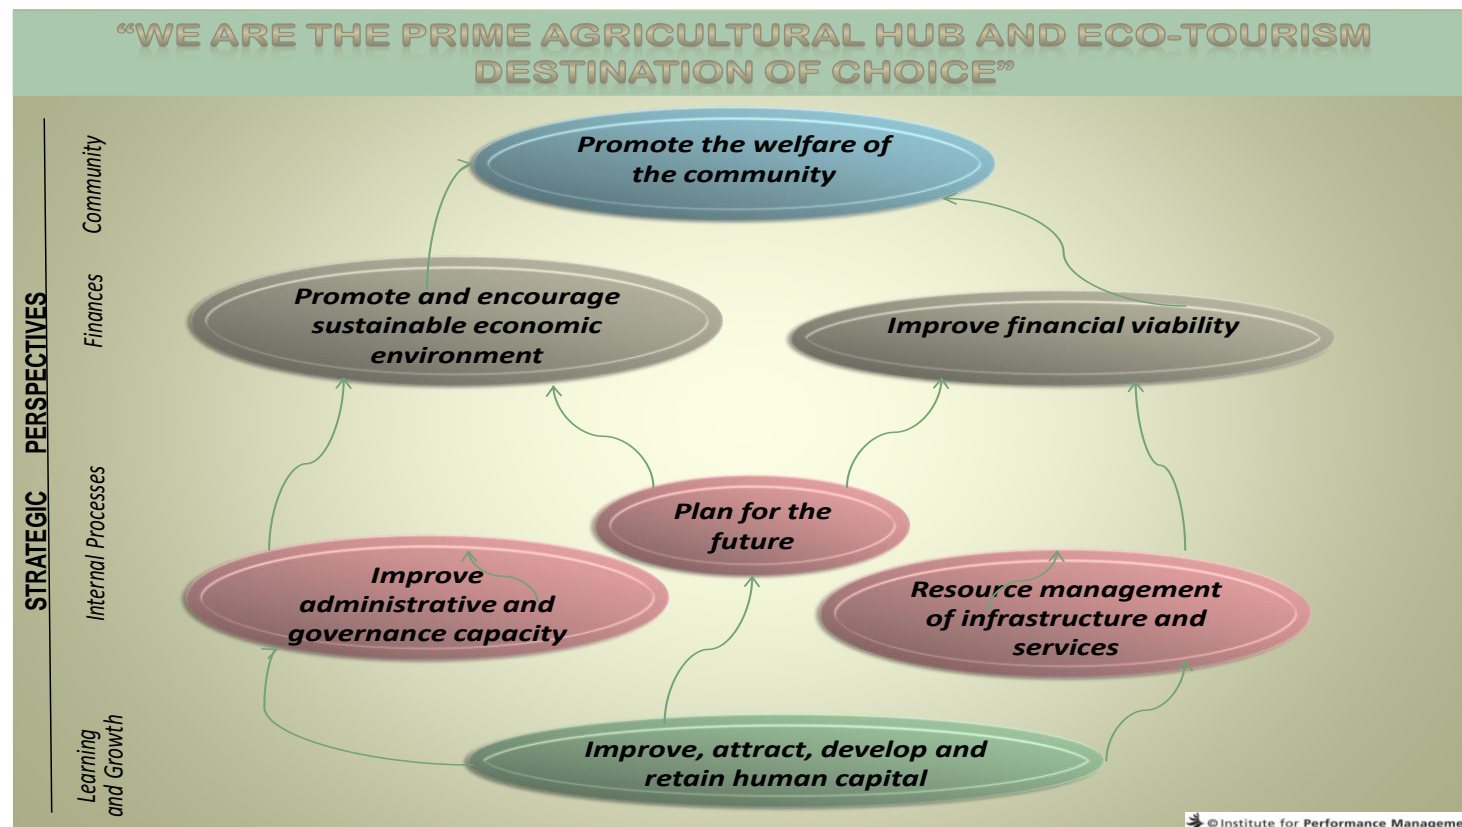 “WE ARE THE PRIME AGRICULTURAL HUB AND ECO-TOURISM
DESTINATION OF CHOICE”
STRATEGIC PERSPECTIVES
Community
Promote the welfare of
the community
Finances
Promote and encourage
sustainable economic
environment
Improve financial viability
Internal Processes
Plan for the
future
Improve
administrative and
governance capacity
Resource management
of infrastructure and
services
Learning
and Growth
Improve, attract, develop and
retain human capital
© Institute for Performance Manageme